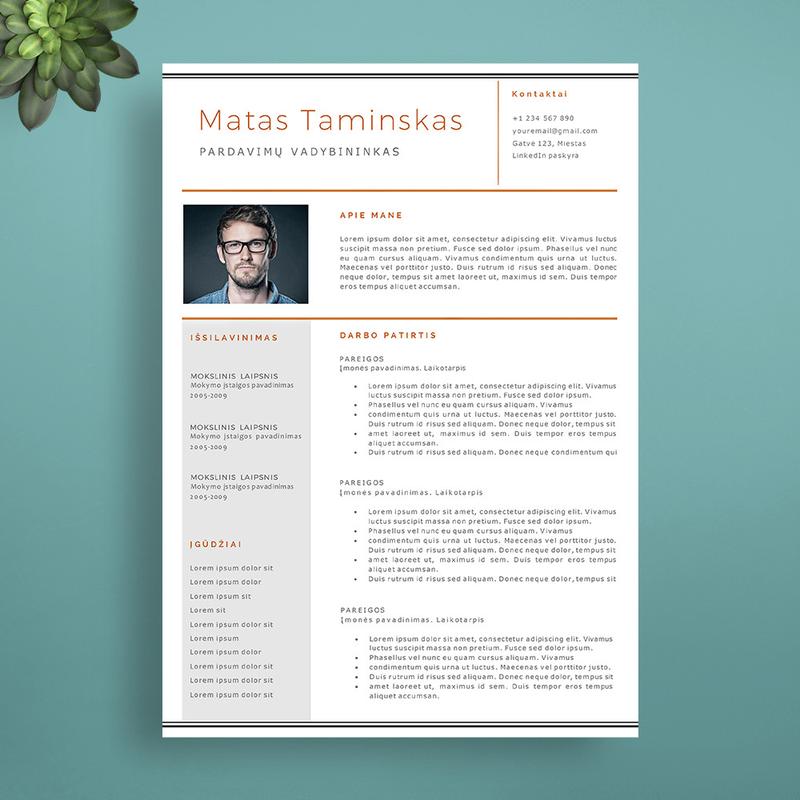 Matas Taminskas
PARDAVIMŲ VADYBININKAS
Kontaktai
+1 234 567 890
youremail@gmail.com
Gatvė 123, Miestas
LinkedIn paskyra
APIE MANE
Lorem ipsum dolor sit amet, consectetur adipiscing elit. Vivamus luctus
suscipit massa non pretium. Fusce sed dolor ipsum. Phasellus vel nunc
eu quam cursus aliquam. Vivamus condimentum quis urna ut luctus.
Maecenas vel porttitor justo. Duis rutrum id risus sed aliquam. Donec
neque dolor, tempus sit amet laoreet ut, maximus id sem. Duis tempor
eros tempus aliquet accumsan.
IŠSILAVINIMAS
MOKSLINIS LAIPSNIS
Mokymo įstaigos pavadinimas
2005-2009
MOKSLINIS LAIPSNIS
Mokymo įstaigos pavadinimas
2005-2009
MOKSLINIS LAIPSNIS
Mokymo įstaigos pavadinimas
2005-2009
ĮGŪDŽIAI
Lorem ipsum dolor sit
Lorem ipsum dolor
Lorem ipsum sit
Lorem sit
Lorem ipsum dolor sit
Lorem ipsum
Lorem ipsum dolor
Lorem ipsum dolor sit
Lorem ipsum dolor sit
Lorem ipsum dolor sit
DARBO PATIRTIS
PAREIGOS
Įmonės pavadinimas. Laikotarpis
• Lorem ipsum dolor sit amet, consectetur adipiscing elit. Vivamus
luctus suscipit massa non pretium. Fusce sed dolor ipsum.
• Phasellus vel nunc eu quam cursus aliquam. Vivamus
• condimentum quis urna ut luctus. Maecenas vel porttitor justo.
Duis rutrum id risus sed aliquam. Donec neque dolor, tempus sit
• amet laoreet ut, maximus id sem. Duis tempor eros tempus
aliquet accumsan.
• Duis rutrum id risus sed aliquam. Donec neque condimentum qui
PAREIGOS
Įmonės pavadinimas. Laikotarpis
• Lorem ipsum dolor sit amet, consectetur adipiscing elit. Vivamus
luctus suscipit massa non pretium. Fusce sed dolor ipsum.
• Phasellus vel nunc eu quam cursus aliquam. Vivamus
• condimentum quis urna ut luctus. Maecenas vel porttitor justo.
Duis rutrum id risus sed aliquam. Donec neque dolor, tempus sit
• amet laoreet ut, maximus id sem. Duis tempor eros tempus
aliquet accumsan.
• Duis rutrum id risus sed aliquam. Donec neque dolor, tempus sit
PAREIGOS
Įmonės pavadinimas. Laikotarpis
• Lorem ipsum dolor sit amet, consectetur adipiscing elit. Vivamus
luctus suscipit massa non pretium. Fusce sed dolor ipsum.
• Phasellus vel nunc eu quam cursus aliquam. Vivamus
• condimentum quis urna ut luctus. Maecenas vel porttitor justo.
• Duis rutrum id risus sed aliquam. Donec neque dolor, tempus sit
• amet laoreet ut, maximus id sem. Duis tempor eros tempus
aliquet accumsan.